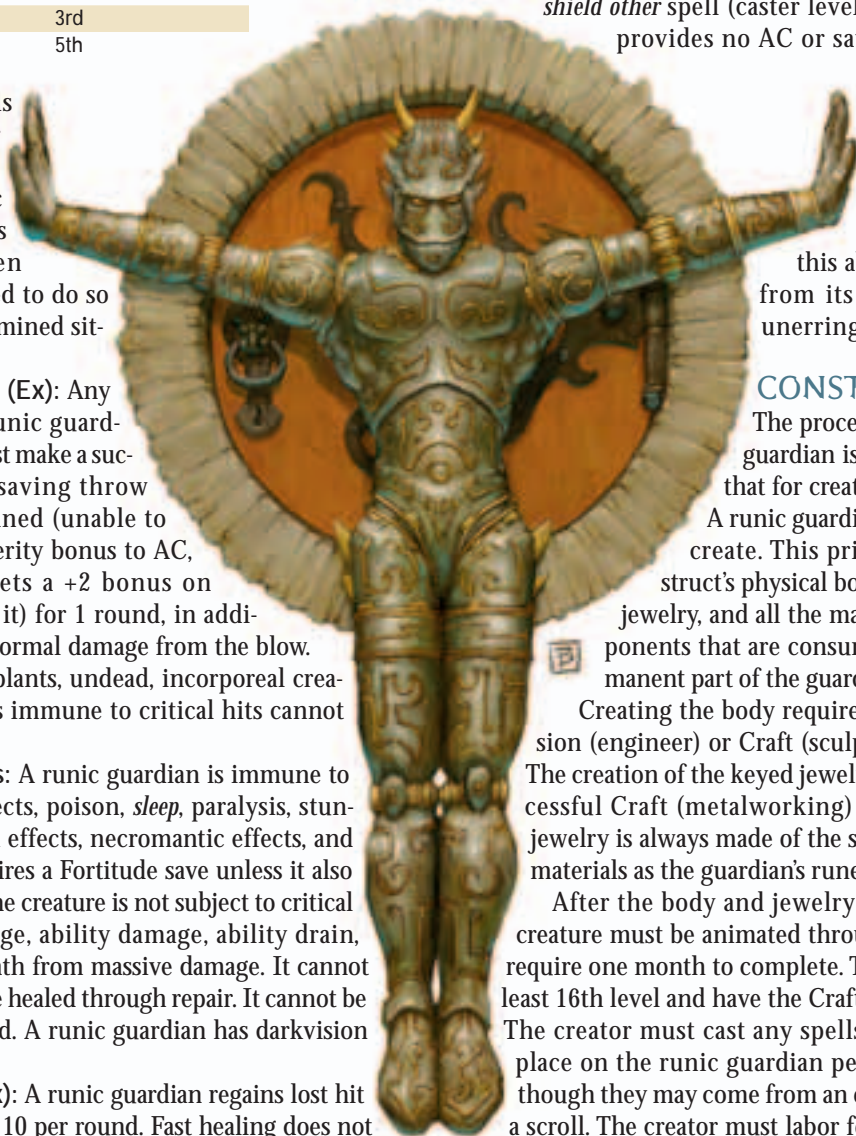 3rd
5th
s
s
en
d to do so
mined sit-
(Ex): Any
unic guard-
st make a suc-
saving throw
ned (unable to
erity bonus to AC,
ets a +2 bonus on
it) for 1 round, in addi-
ormal damage from the blow.
plants, undead, incorporeal crea-
s immune to critical hits cannot
s: A runic guardian is immune to
ects, poison, sleep, paralysis, stun-
effects, necromantic effects, and
ires a Fortitude save unless it also
ne creature is not subject to critical
ge, ability damage, ability drain,
ath from massive damage. It cannot
e healed through repair. It cannot be
d. A runic guardian has darkvision
x): A runic guardian regains lost hit
10 per round. Fast healing does not
shield other spell (caster level
provides no AC or sav
this a
from its
unerring
CONST
The proce
guardian is
that for creat
A runic guardi
create. This pri
struct's physical bo
jewelry, and all the ma
ponents that are consu
manent part of the guard
Creating the body require
sion (engineer) or Craft (sculp
The creation of the keyed jewel
cessful Craft (metalworking)
jewelry is always made of the s
materials as the guardian's rune
After the body and jewelry
creature must be animated throu
require one month to complete. T
least 16th level and have the Craft
The creator must cast any spells
place on the runic guardian pe
though they may come from an o
a scroll. The creator must labor fo